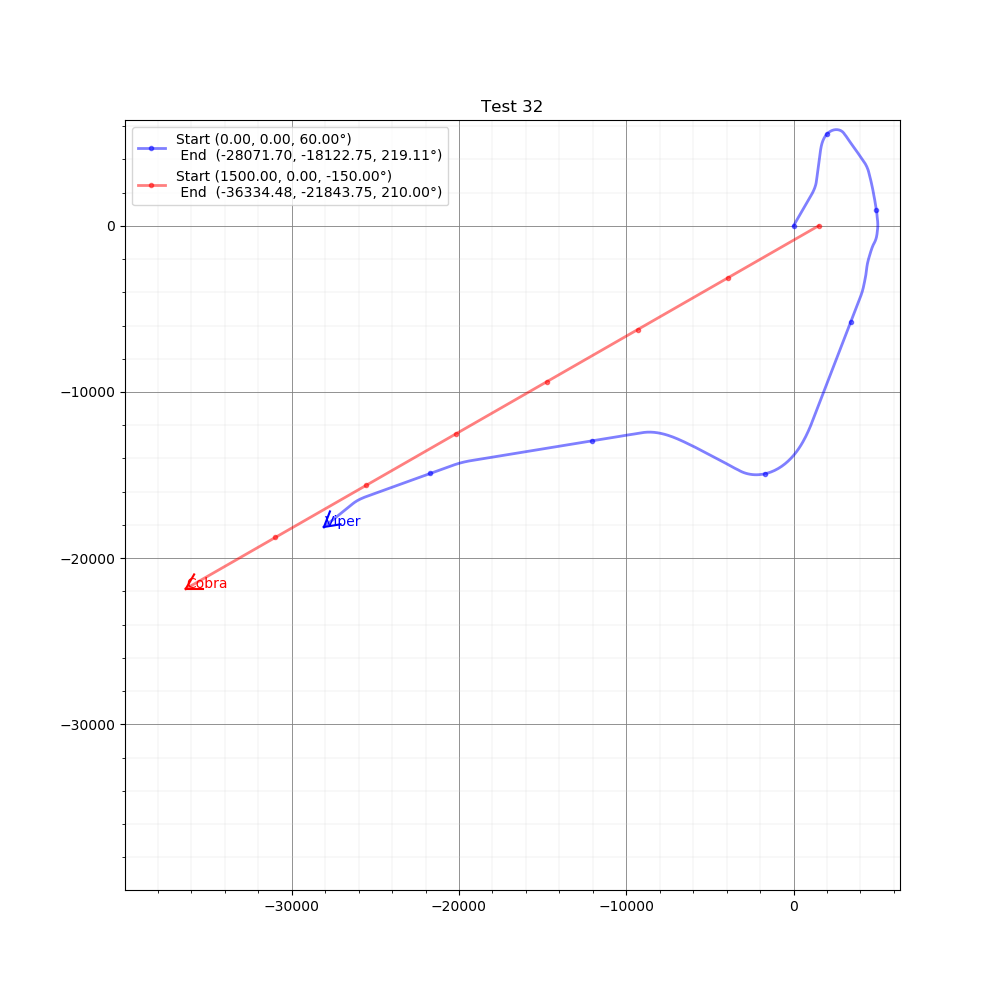 Test 32
Start (0.00, 0.00, 60.00°)
End (-28071.70, -18122.75, 219.11°)
Start (1500.00, 0.00, -150.00°)
End (-36334.48, -21843.75, 210.00°)
0
−10000
−20000
−30000
Viper
Cobra
−30000 −20000 −10000 0